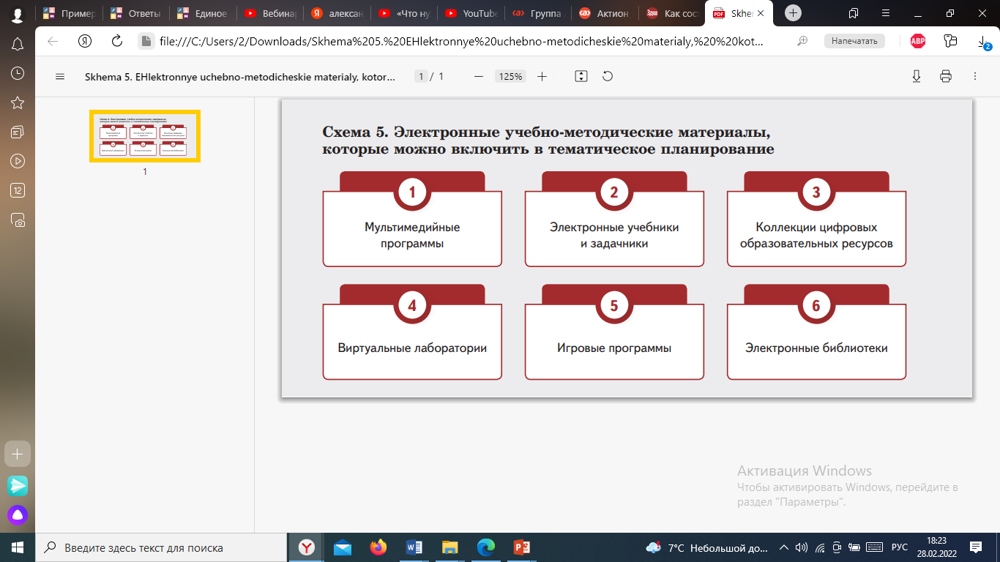 Пример
Ответы
Единое
Вебинар
алексан
«Что ну
YouTube
Группа
Актион
Как сост
Skhem
file:///C:/Users/2/Downloads/Skhema%205.%20EHlektronnye%20uchebno-metodicheskie%20materialy,%20%20kot...
Напечатать
ABP
2
Skhema 5. EHlektronnye uchebno-metodicheskie materialy, kotor...
1 / 1
125%
12
1
Схема 5. Электронные учебно-методические материалы,
которые можно включить в тематическое планирование
1
Мультимедийные
программы
2
Электронные учебники
и задачники
3
Коллекции цифровых
образовательных ресурсов
4
Виртуальные лаборатории
5
Игровые программы
6
Электронные библиотеки
Активация Windows
Чтобы активировать Windows, перейдите в
раздел "Параметры".
Введите здесь текст для поиска
7°C Небольшой до...
РУС
18:23
28.02.2022